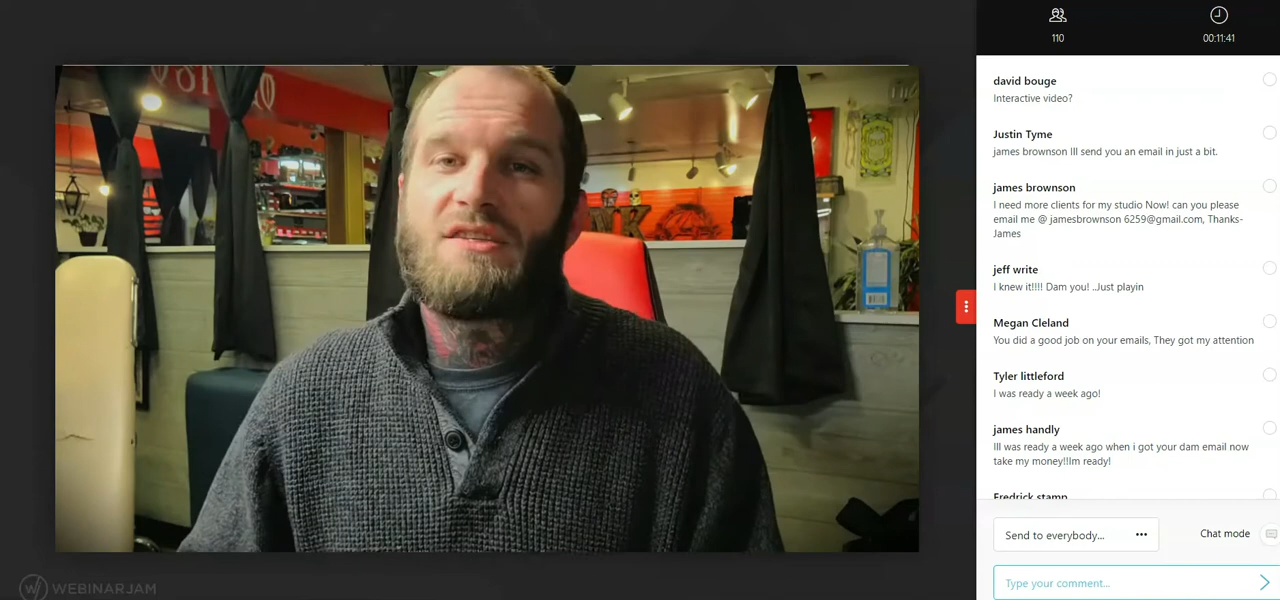 110
00:11:41
david bouge
Interactive video?
Justin Tyme
james brownson Ill send you an email in just a bit.
james brownson
I need more clients for my studio Now! can you please
email me @ jamesbrownson 6259@gmail.com, Thanks-
James
jeff write
I knew it!!!! Dam you! ..Just playin
Megan Cleland
You did a good job on your emails, They got my attention
Tyler littleford
I was ready a week ago!
james handly
Ill was ready a week ago when i got your dam email now
take my money!!Im ready!
Fredrick stamp
Send to everybody... •••
Chat mode
Type your comment...
WEBINARJAM